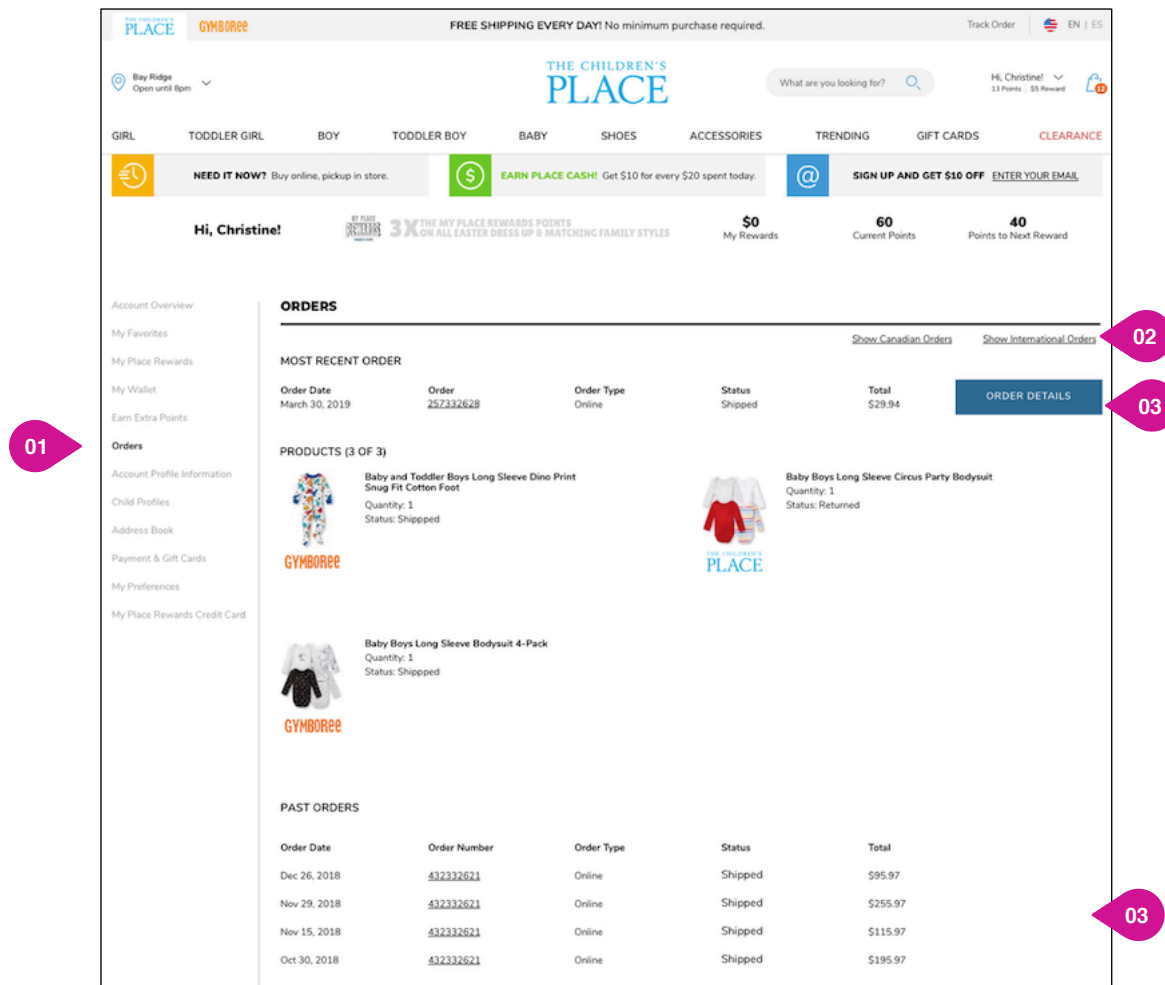 THE CHILDREN'S
PLACE
GYMBOREE
FREE SHIPPING EVERY DAY! No minimum purchase required.
Track Order
EN | ES
Bay Ridge
Open until 8pm
THE CHILDREN'S
PLACE
What are you looking for?
Hi, Christine!
13 Points | $5 Reward
12
GIRL TODDLER GIRL BOY TODDLER BOY BABY SHOES ACCESSORIES TRENDING GIFT CARDS CLEARANCE
NEED IT NOW? Buy online, pickup in store.
$ EARN PLACE CASH! Get $10 for every $20 spent today.
@ SIGN UP AND GET $10 OFF ENTER YOUR EMAIL
Hi, Christine!
MY PLACE
REWARDS
3X THE MY PLACE REWARDS POINTS
ON ALL EASTER DRESS UP & MATCHING FAMILY STYLES
$0 60 40
My Rewards Current Points Points to Next Reward
Account Overview
My Favorites
My Place Rewards
My Wallet
Earn Extra Points
01
Orders
Account Profile Information
Child Profiles
Address Book
Payment & Gift Cards
My Preferences
My Place Rewards Credit Card
ORDERS
Show Canadian Orders Show International Orders
02
MOST RECENT ORDER
Order Date Order Order Type Status Total
March 30, 2019 257332628 Online Shipped $29.94
ORDER DETAILS
03
PRODUCTS (3 OF 3)
Baby and Toddler Boys Long Sleeve Dino Print
Snug Fit Cotton Foot
Quantity: 1
Status: Shippped
GYMBOREE
Baby Boys Long Sleeve Circus Party Bodysuit
Quantity: 1
Status: Returned
THE CHILDREN'S
PLACE
Baby Boys Long Sleeve Bodysuit 4-Pack
Quantity: 1
Status: Shippped
GYMBOREE
PAST ORDERS
Order Date Order Number Order Type Status Total
Dec 26, 2018 432332621 Online Shipped $95.97
Nov 29, 2018 432332621 Online Shipped $255.97
03
Nov 15, 2018 432332621 Online Shipped $115.97
Oct 30, 2018 432332621 Online Shipped $195.97